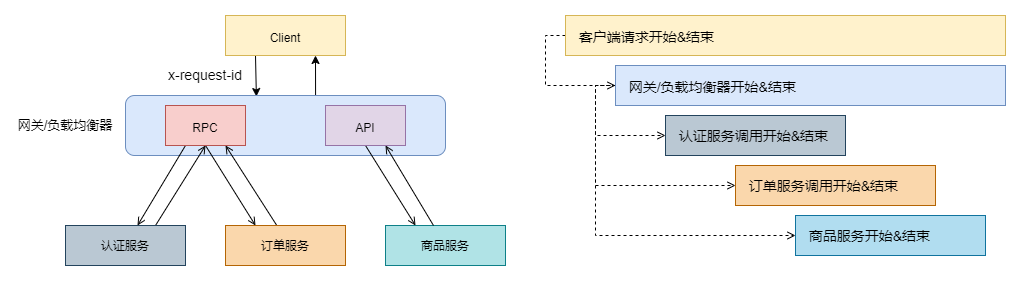 Client
x-request-id
网关/负载均衡器
RPC
API
认证服务
订单服务
商品服务
客户端请求开始&结束
网关/负载均衡器开始&结束
认证服务调用开始&结束
订单服务调用开始&结束
商品服务开始&结束